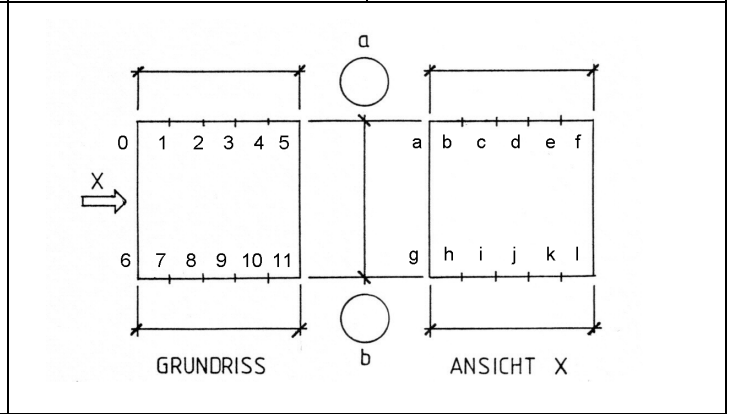 a
0 1 2 3 4 5
a b c d e f
X
6 7 8 9 10 11
g h i j k l
b
GRUNDRISS
ANSICHT X